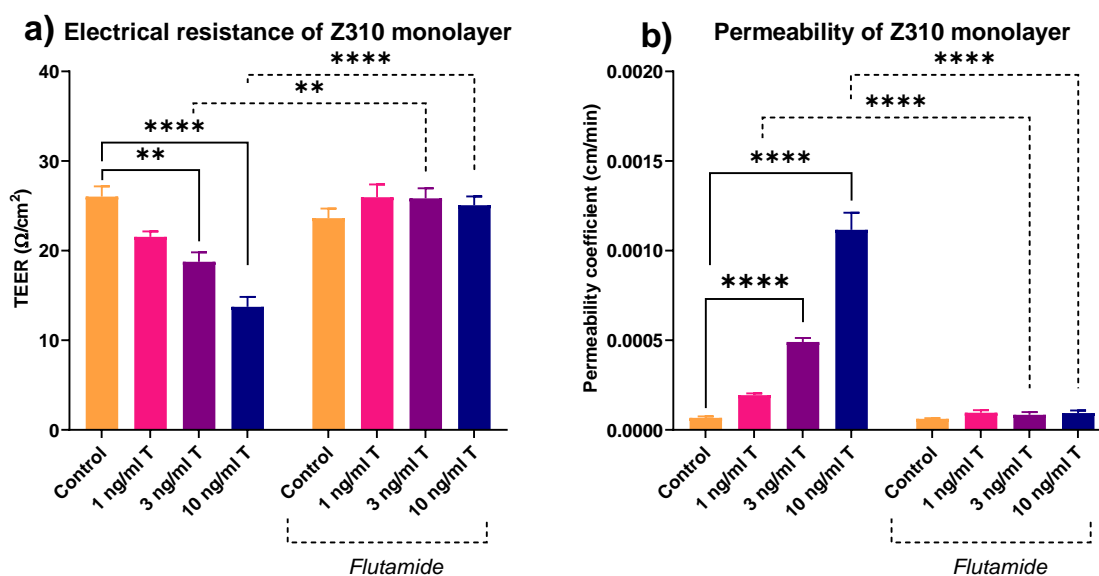 a) Electrical resistance of Z310 monolayer
TEER (Ω/cm²)
40
30
20
10
0
****
**
****
**
Control
1 ng/ml T
3 ng/ml T
10 ng/ml T
Control
1 ng/ml T
3 ng/ml T
10 ng/ml T
Flutamide
b) Permeability of Z310 monolayer
Permeability coefficient (cm/min)
0.0020
0.0015
0.0010
0.0005
0.0000
****
****
****
****
Control
1 ng/ml T
3 ng/ml T
10 ng/ml T
Control
1 ng/ml T
3 ng/ml T
10 ng/ml T
Flutamide